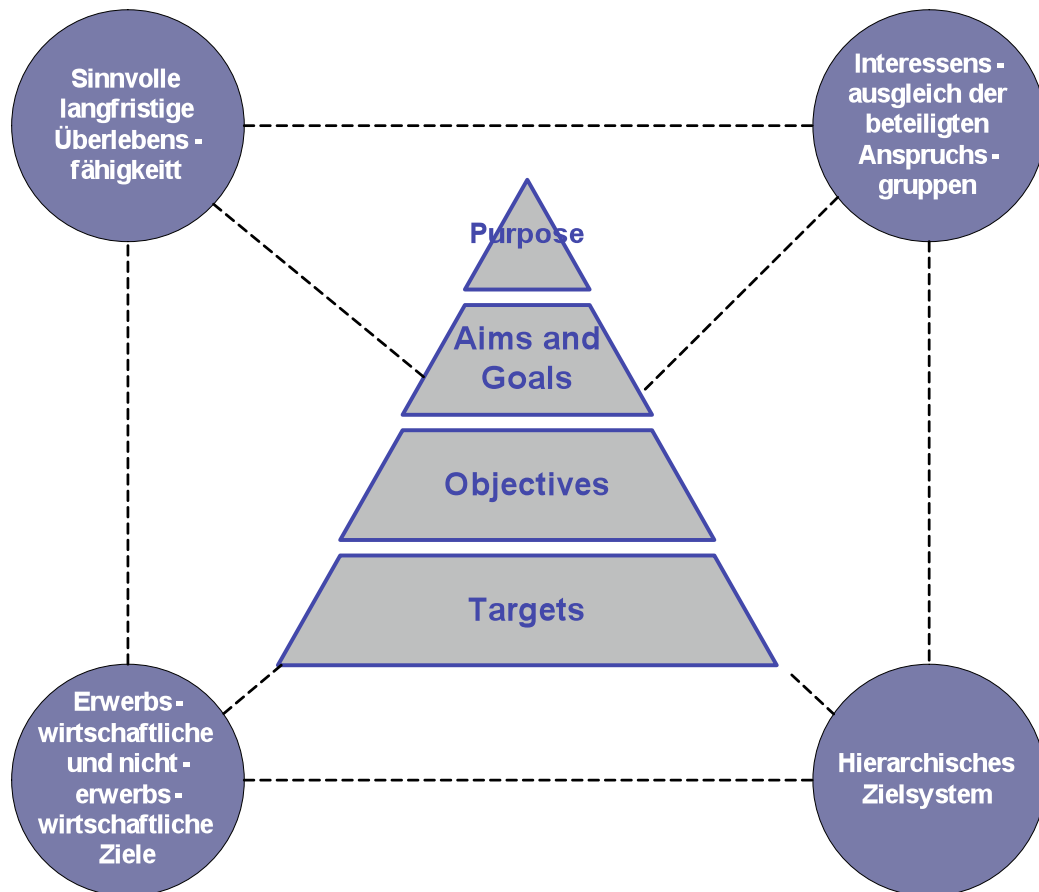 Sinnvolle
langfristige
Überlebens -
fähigkeitt
Interessens -
ausgleich der
beteiligten
Anspruchs-
gruppen
Purpose
Aims and
Goals
Objectives
Targets
Erwerbs -
wirtschaftliche
und nicht -
erwerbs-
wirtschaftliche
Ziele
Hierarchisches
Zielsystem